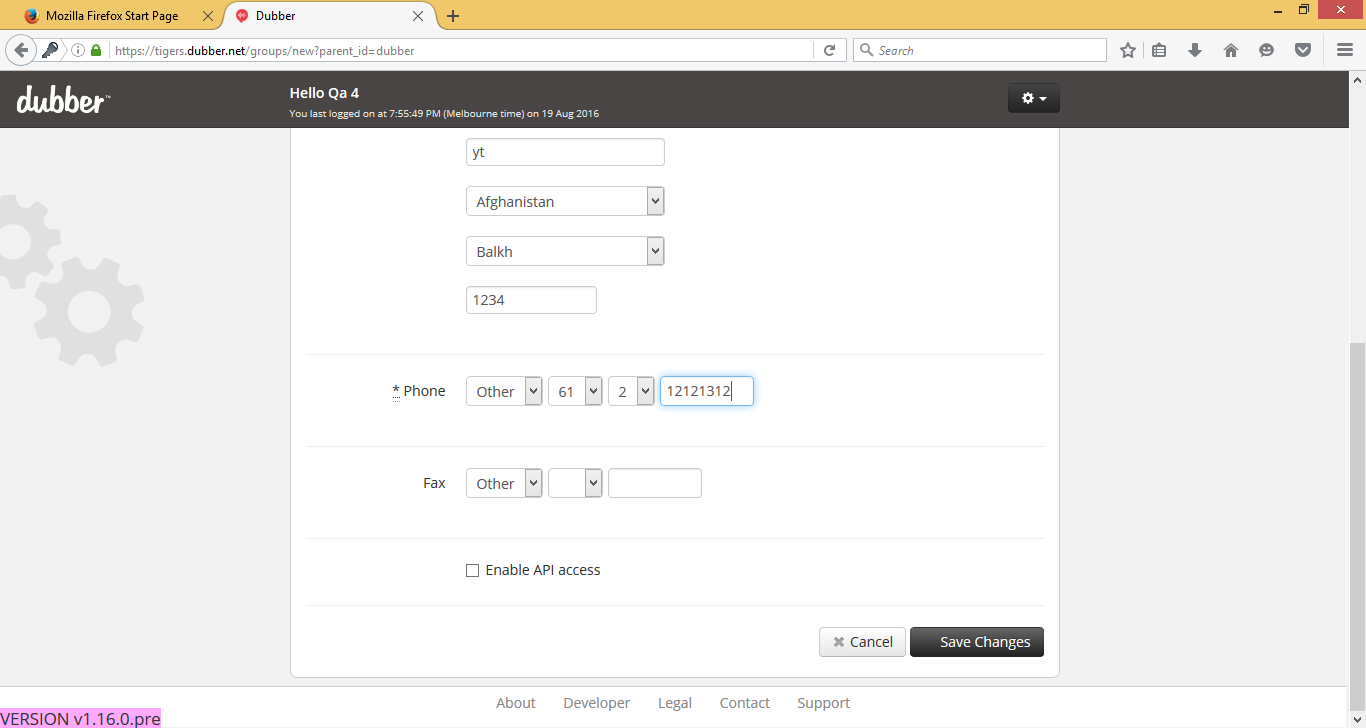 Mozilla Firefox Start Page
Dubber
https://tigers.dubber.net/groups/new?parent_id=dubber
Search
dubber™
Hello Qa 4
You last logged on at 7:55:49 PM (Melbourne time) on 19 Aug 2016
yt
Afghanistan
Balkh
1234
* Phone Other 61 2 12121312
Fax Other
Enable API access
Cancel Save Changes
About Developer Legal Contact Support
VERSION v1.16.0.pre